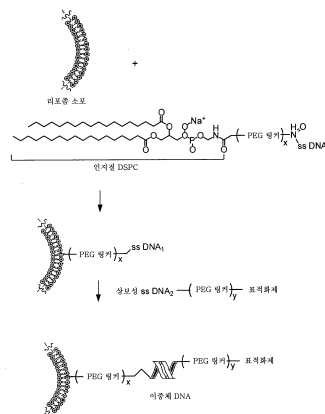 +
리포좀 소포
O
O Na⁺
O
O
P
O
H
N
O
( PEG 링커 )x
H
N
O
ss DNA
인지질 DSPC
( PEG 링커 )x
ss DNA₁
상보성 ss DNA₂ ( PEG 링커 )y 표적화제
( PEG 링커 )x
( PEG 링커 )y 표적화제
이중체 DNA